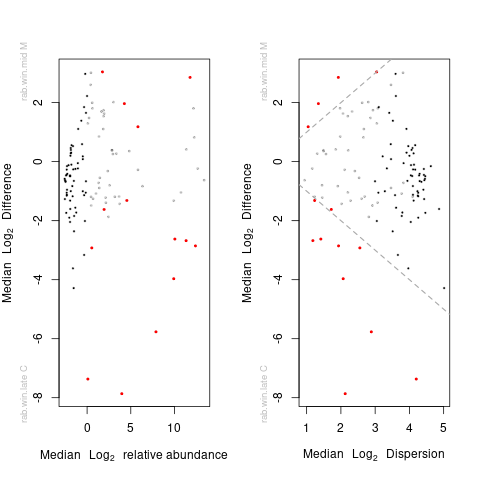 rab.win.mid M
rab.win.late C
Median Log2 Difference
2
0
-2
-4
-6
-8
0
5
10
Median Log2 relative abundance
rab.win.mid M
rab.win.late C
Median Log2 Difference
2
0
-2
-4
-6
-8
1
2
3
4
5
Median Log2 Dispersion